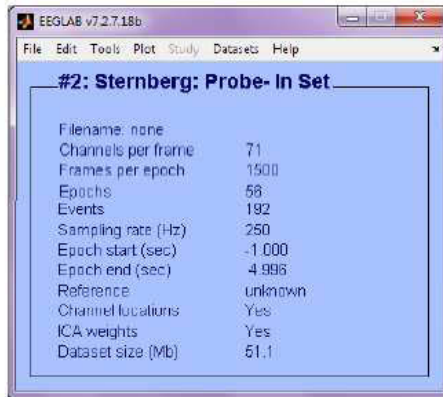 EEGLAB v7.2.7.18b
File Edit Tools Plot Study Datasets Help
#2: Sternberg: Probe- In Set
Filename: none
Channels per frame 71
Frames per epoch 1500
Epochs 56
Events 192
Sampling rate (Hz) 250
Epoch start (sec) -1.000
Epoch end (sec) 4.996
Reference unknown
Channel locations Yes
ICA weights Yes
Dataset size (Mb) 51.1